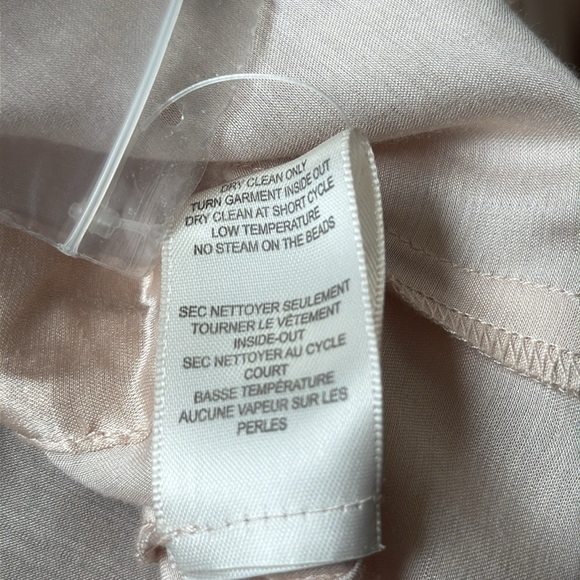 DRY CLEAN ONLY
TURN GARMENT INSIDE OUT
DRY CLEAN AT SHORT CYCLE
LOW TEMPERATURE
NO STEAM ON THE BEADS
SEC NETTOYER SEULEMENT
TOURNER LE VÊTEMENT
INSIDE-OUT
SEC NETTOYER AU CYCLE
COURT
BASSE TEMPÉRATURE
AUCUNE VAPEUR SUR LES
PERLES